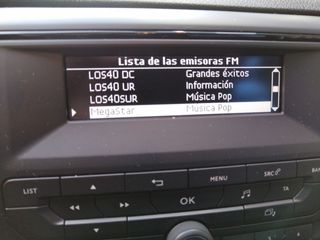 Lista de las emisoras FM
LOS40 DC Grandes éxitos
LOS40 UR Información
LOS40SUR Música Pop
MegaStar Música Pop
LIST MENU SRC TA BAN
OK